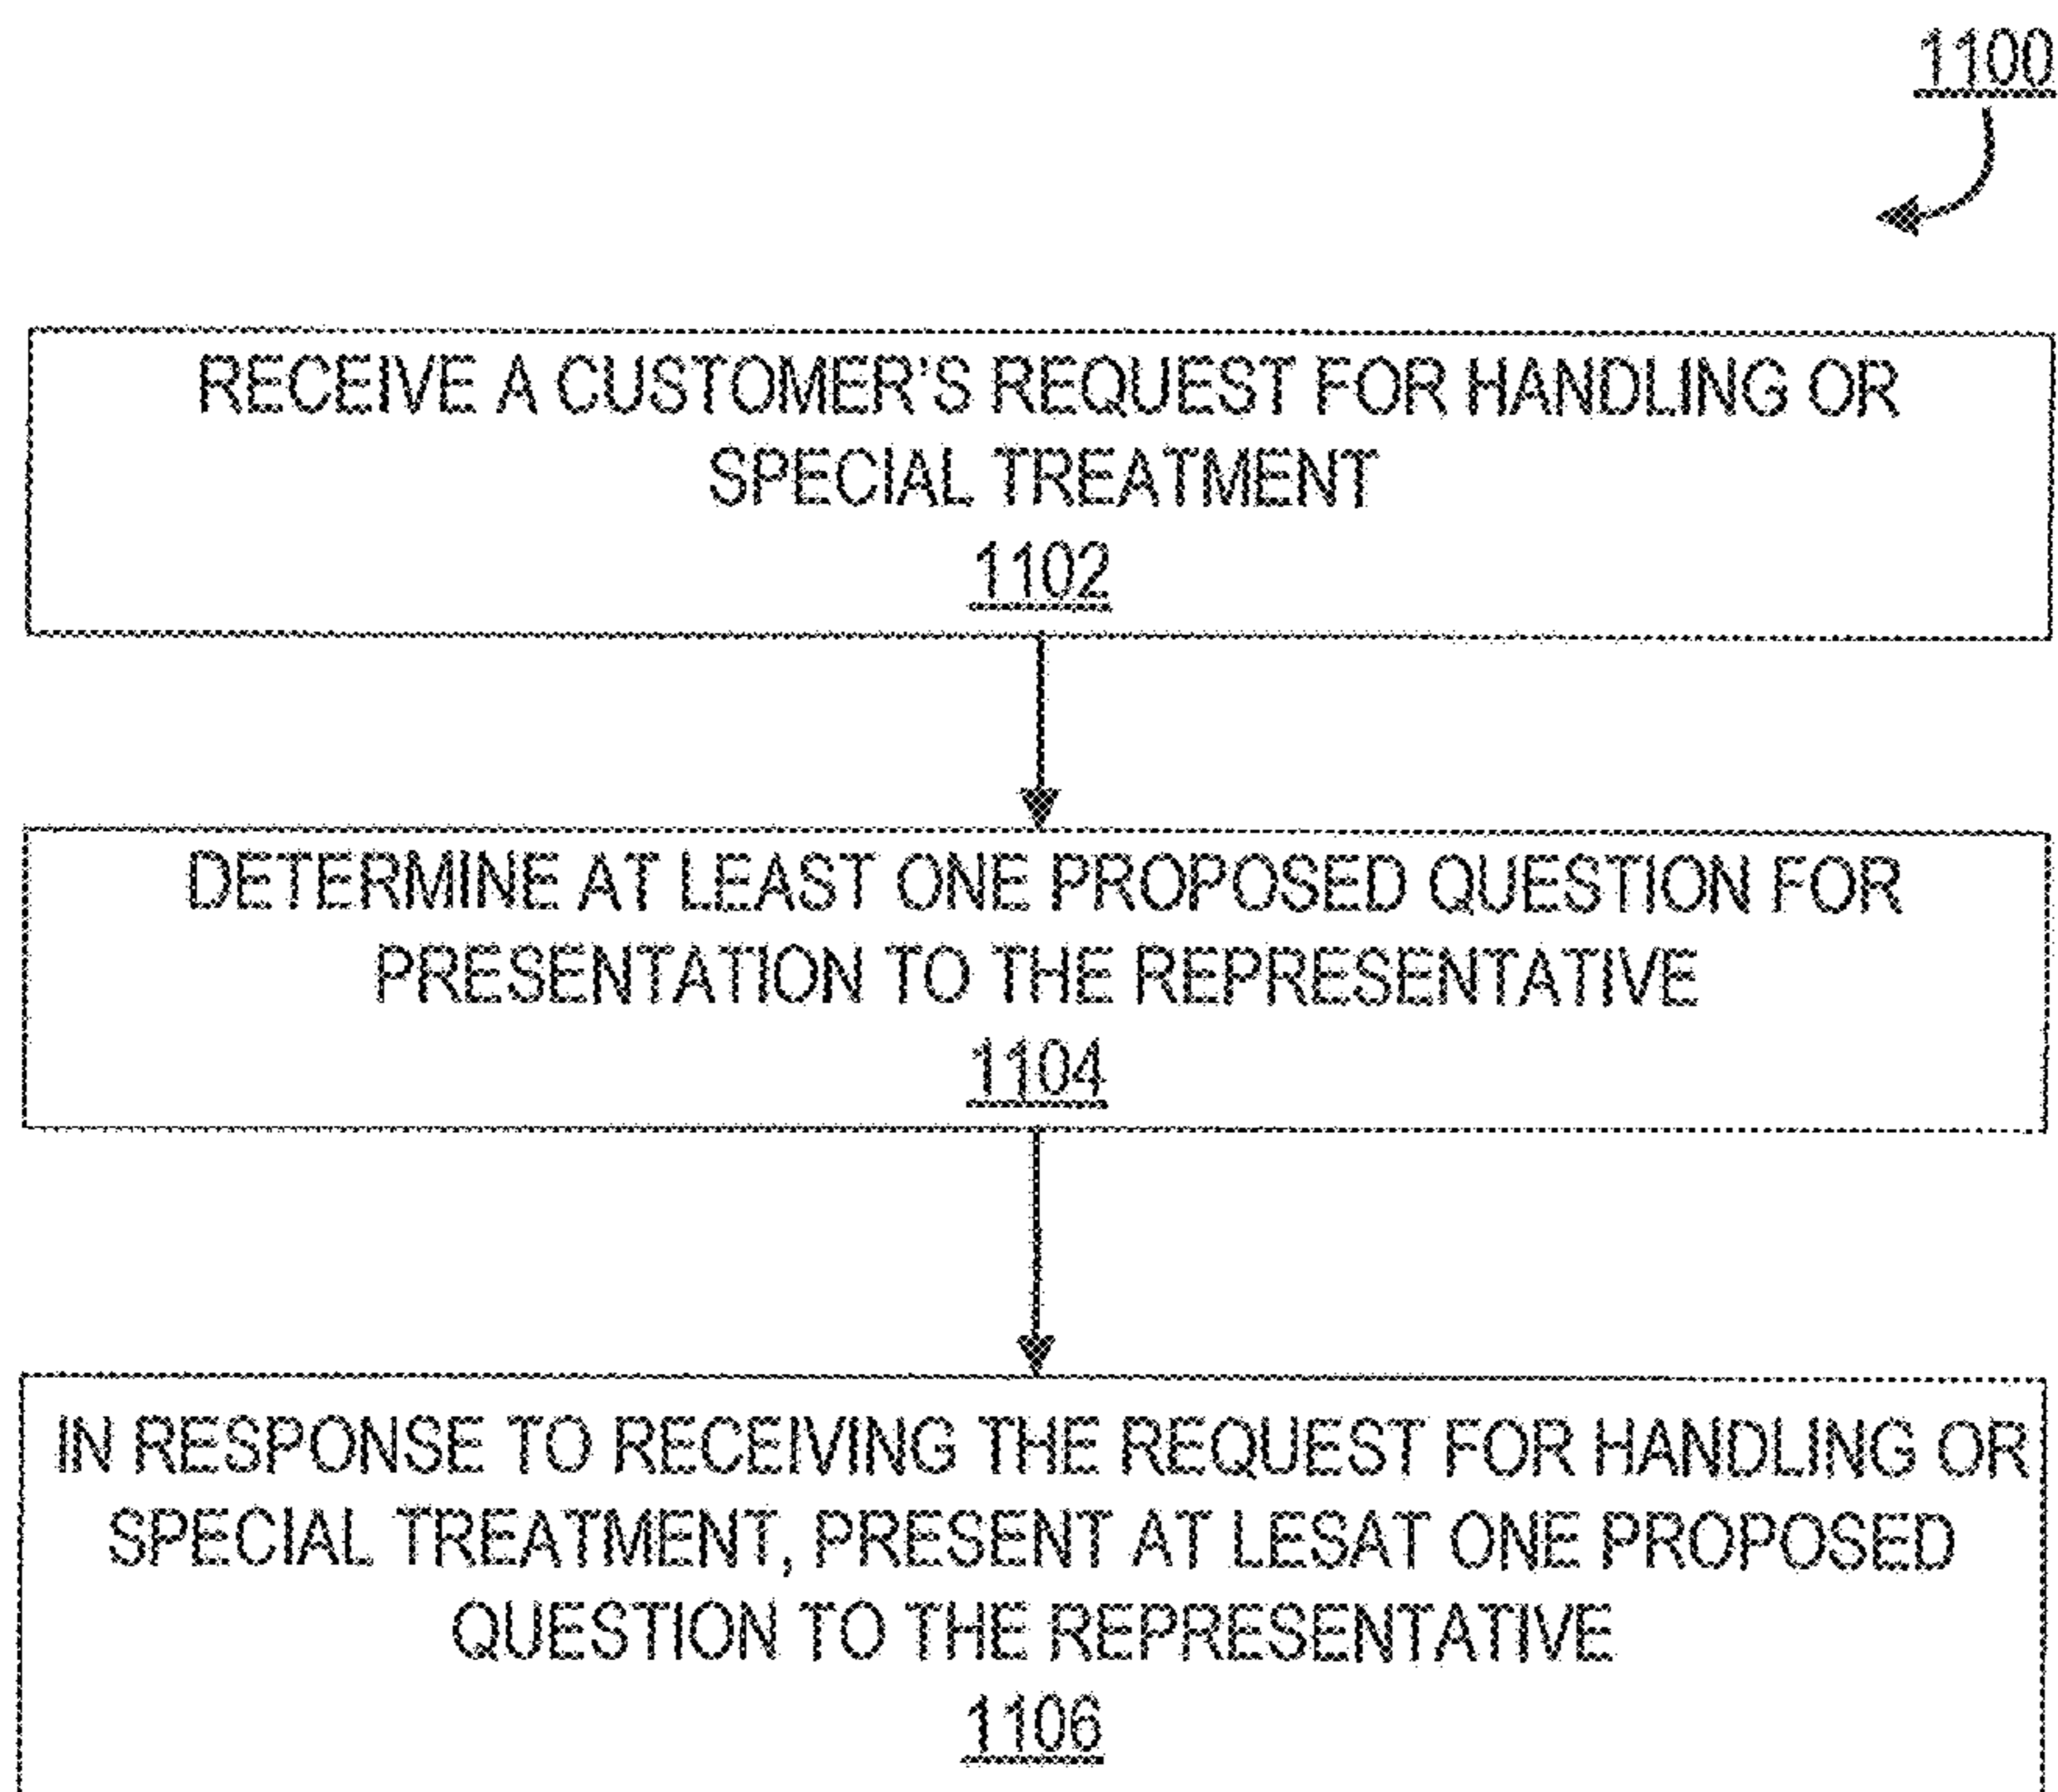 1100
RECEIVE A CUSTOMER'S REQUEST FOR HANDLING OR
SPECIAL TREATMENT
1102
DETERMINE AT LEAST ONE PROPOSED QUESTION FOR
PRESENTATION TO THE REPRESENTATIVE
1104
IN RESPONSE TO RECEIVING THE REQUEST FOR HANDLING OR
SPECIAL TREATMENT, PRESENT AT LESAT ONE PROPOSED
QUESTION TO THE REPRESENTATIVE
1106